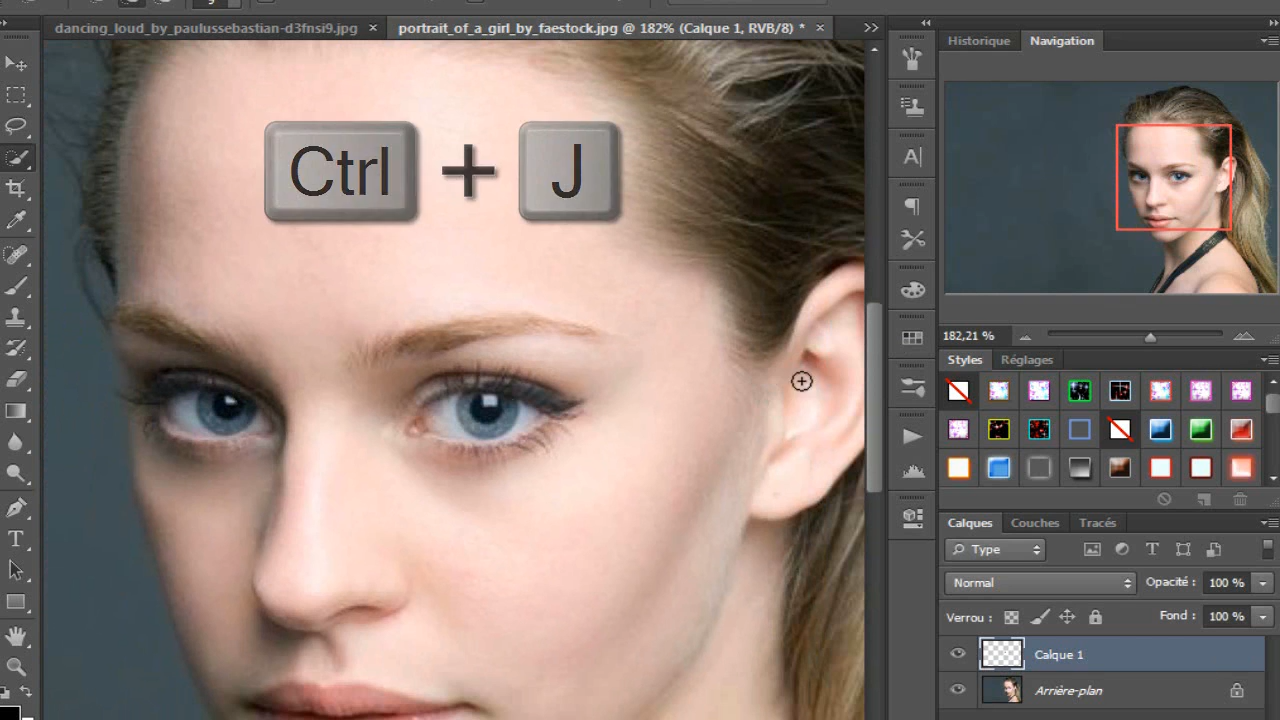 dancing_loud_by_paulussebastian-d3fnsi9.jpg × portrait_of_a_girl_by_faestock.jpg @ 182% (Calque 1, RVB/8) * ×
Historique Navigation
Ctrl + J
182,21 %
Styles Réglages
Calques Couches Tracés
Type
Normal Opacité : 100 %
Verrou : Fond : 100 %
Calque 1
Arrière-plan